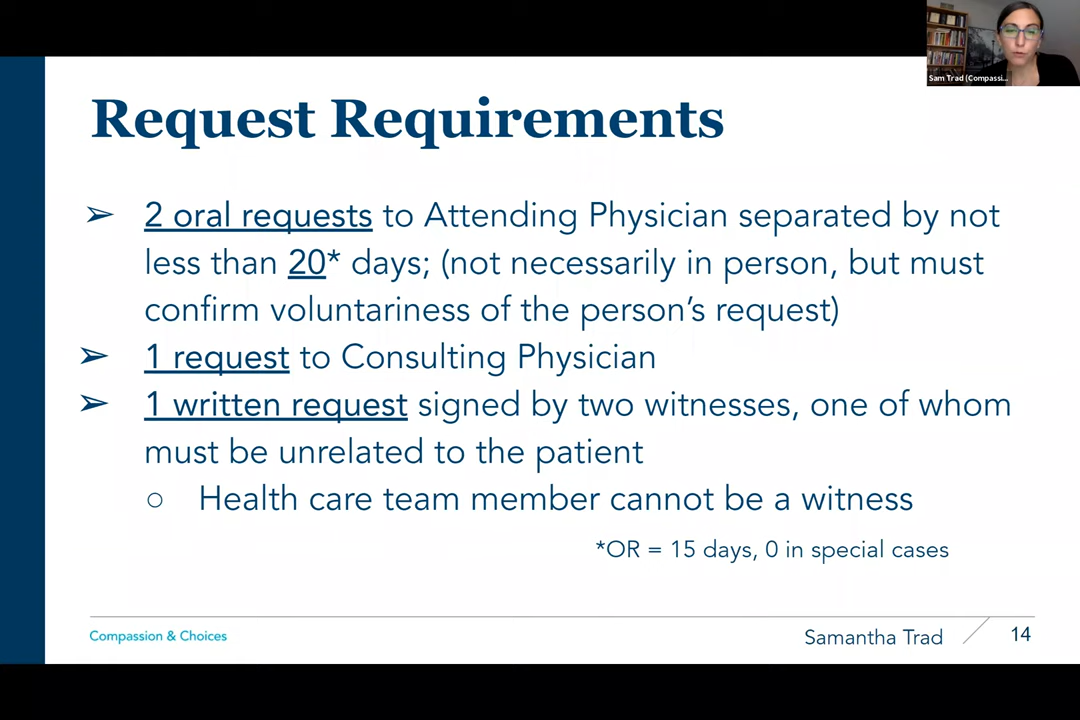 Sam Trad (Compassi...
Request Requirements
➢ 2 oral requests to Attending Physician separated by not
less than 20* days; (not necessarily in person, but must
confirm voluntariness of the person’s request)
➢ 1 request to Consulting Physician
➢ 1 written request signed by two witnesses, one of whom
must be unrelated to the patient
○ Health care team member cannot be a witness
*OR = 15 days, 0 in special cases
Compassion & Choices
Samantha Trad
14